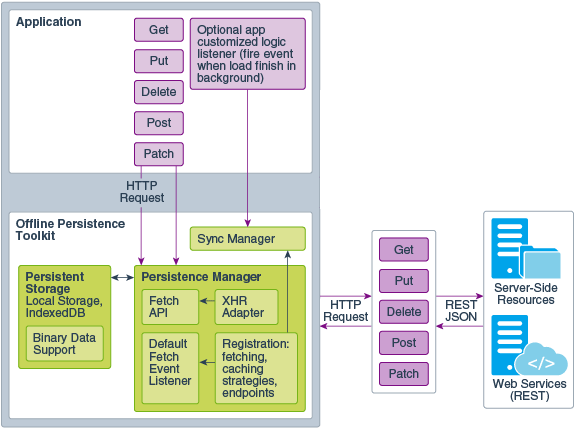 Application
Get
Put
Delete
Post
Patch
Optional app
customized logic
listener (fire event
when load finish in
background)
HTTP
Request
Offline Persistence
Toolkit
Sync Manager
Persistent
Storage
Local Storage,
IndexedDB
Binary Data
Support
Persistence Manager
Fetch
API
XHR
Adapter
Default
Fetch
Event
Listener
Registration:
fetching,
caching
strategies,
endpoints
HTTP
Request
Get
Put
Delete
Post
Patch
REST
JSON
Server-Side
Resources
</>
Web Services
(REST)